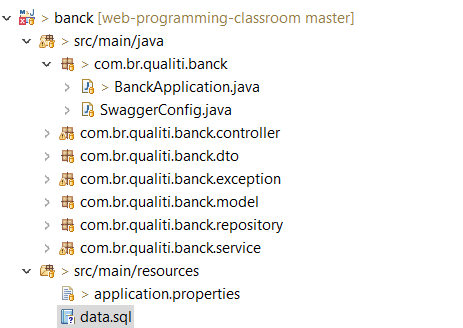 > banck [web-programming-classroom master]
> src/main/java
> com.br.qualiti.banck
> BanckApplication.java
SwaggerConfig.java
com.br.qualiti.banck.controller
com.br.qualiti.banck.dto
com.br.qualiti.banck.exception
com.br.qualiti.banck.model
com.br.qualiti.banck.repository
com.br.qualiti.banck.service
> src/main/resources
> application.properties
data.sql